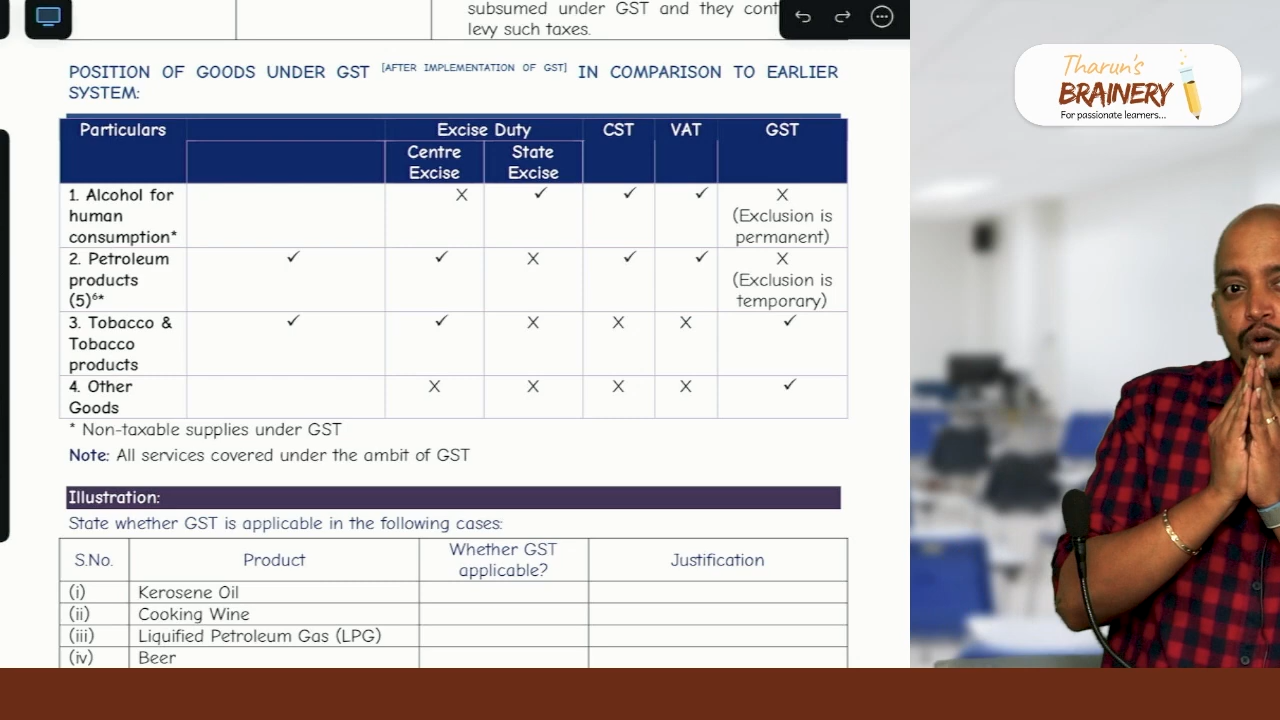 subsumed under GST and they cont
levy such taxes.
POSITION OF GOODS UNDER GST [AFTER IMPLEMENTATION OF GST] IN COMPARISON TO EARLIER
SYSTEM:
Particulars Excise Duty CST VAT GST
Centre Excise State Excise
1. Alcohol for human consumption* X ✓ ✓ ✓ X (Exclusion is permanent)
2. Petroleum products (5)⁶* ✓ ✓ X ✓ ✓ X (Exclusion is temporary)
3. Tobacco & Tobacco products ✓ ✓ X X X ✓
4. Other Goods X X X X ✓
* Non-taxable supplies under GST
Note: All services covered under the ambit of GST
Illustration:
State whether GST is applicable in the following cases:
S.No. Product Whether GST applicable? Justification
(i) Kerosene Oil
(ii) Cooking Wine
(iii) Liquified Petroleum Gas (LPG)
(iv) Beer
Tharun's
BRAINERY
For passionate learners...